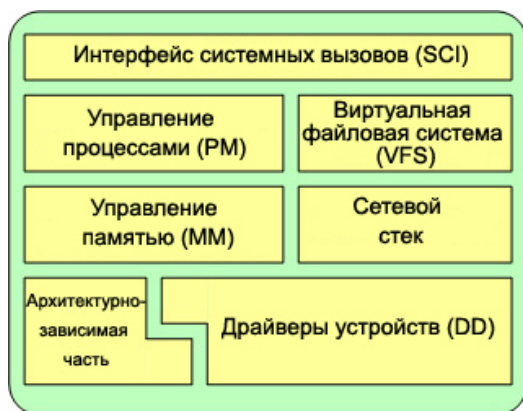 Интерфейс системных вызовов (SCI)
Управление
процессами (PM)
Виртуальная
файловая система
(VFS)
Управление
памятью (MM)
Сетевой
стек
Архитектурно-
зависимая
часть
Драйверы устройств (DD)